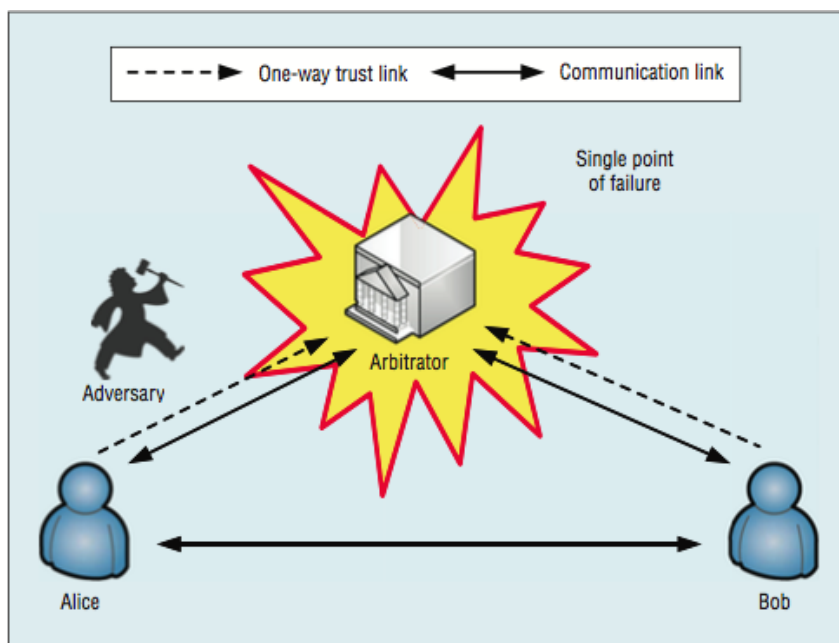 One-way trust link
Communication link
Single point
of failure
Arbitrator
Adversary
Alice
Bob